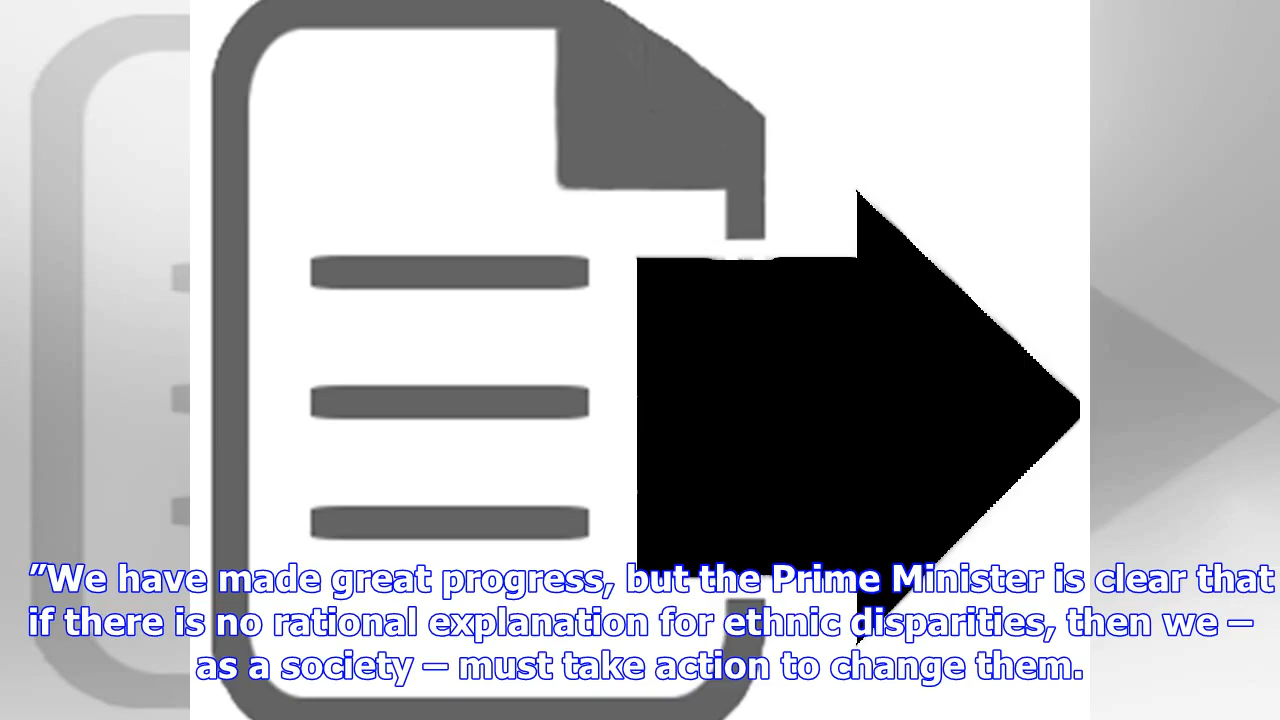 ”We have made great progress, but the Prime Minister is clear that
if there is no rational explanation for ethnic disparities, then we –
as a society – must take action to change them.